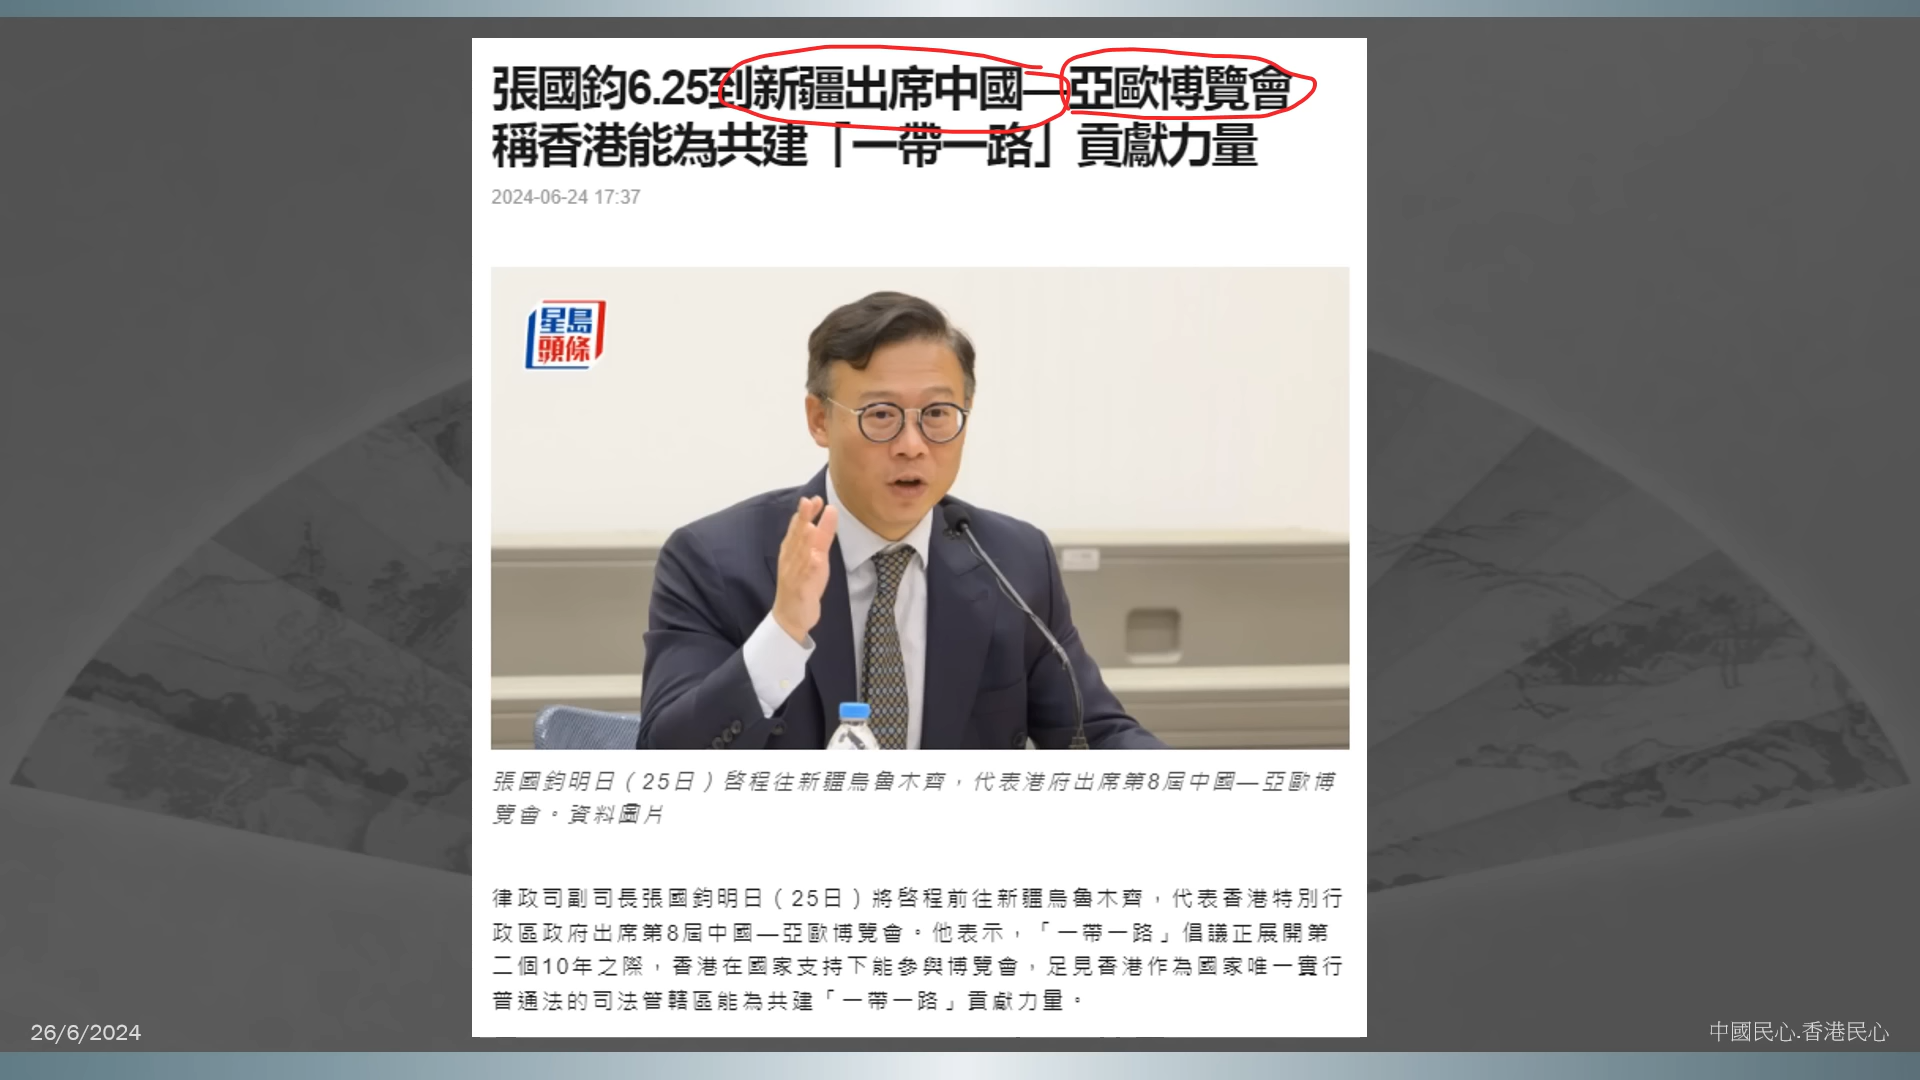 張國鈞6.25到新疆出席中國—亞歐博覽會
稱香港能為共建「一帶一路」貢獻力量
2024-06-24 17:37
星島
頭條
張國鈞明日（25日）啓程往新疆烏魯木齊，代表港府出席第8屆中國—亞歐博
覽會。資料圖片
律政司副司長張國鈞明日（25日）將啓程前往新疆烏魯木齊，代表香港特別行
政區政府出席第8屆中國—亞歐博覽會。他表示，「一帶一路」倡議正展開第
二個10年之際，香港在國家支持下能參與博覽會，足見香港作為國家唯一實行
普通法的司法管轄區能為共建「一帶一路」貢獻力量。
26/6/2024
中國民心.香港民心